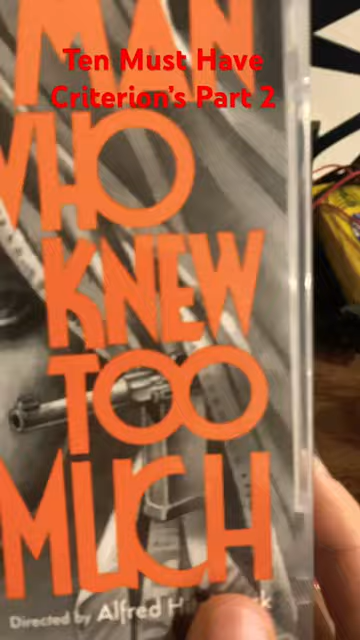 Ten Must Have
Criterion's Part 2
MAN
WHO
KNEW
TOO
MUCH
Directed by Alfred